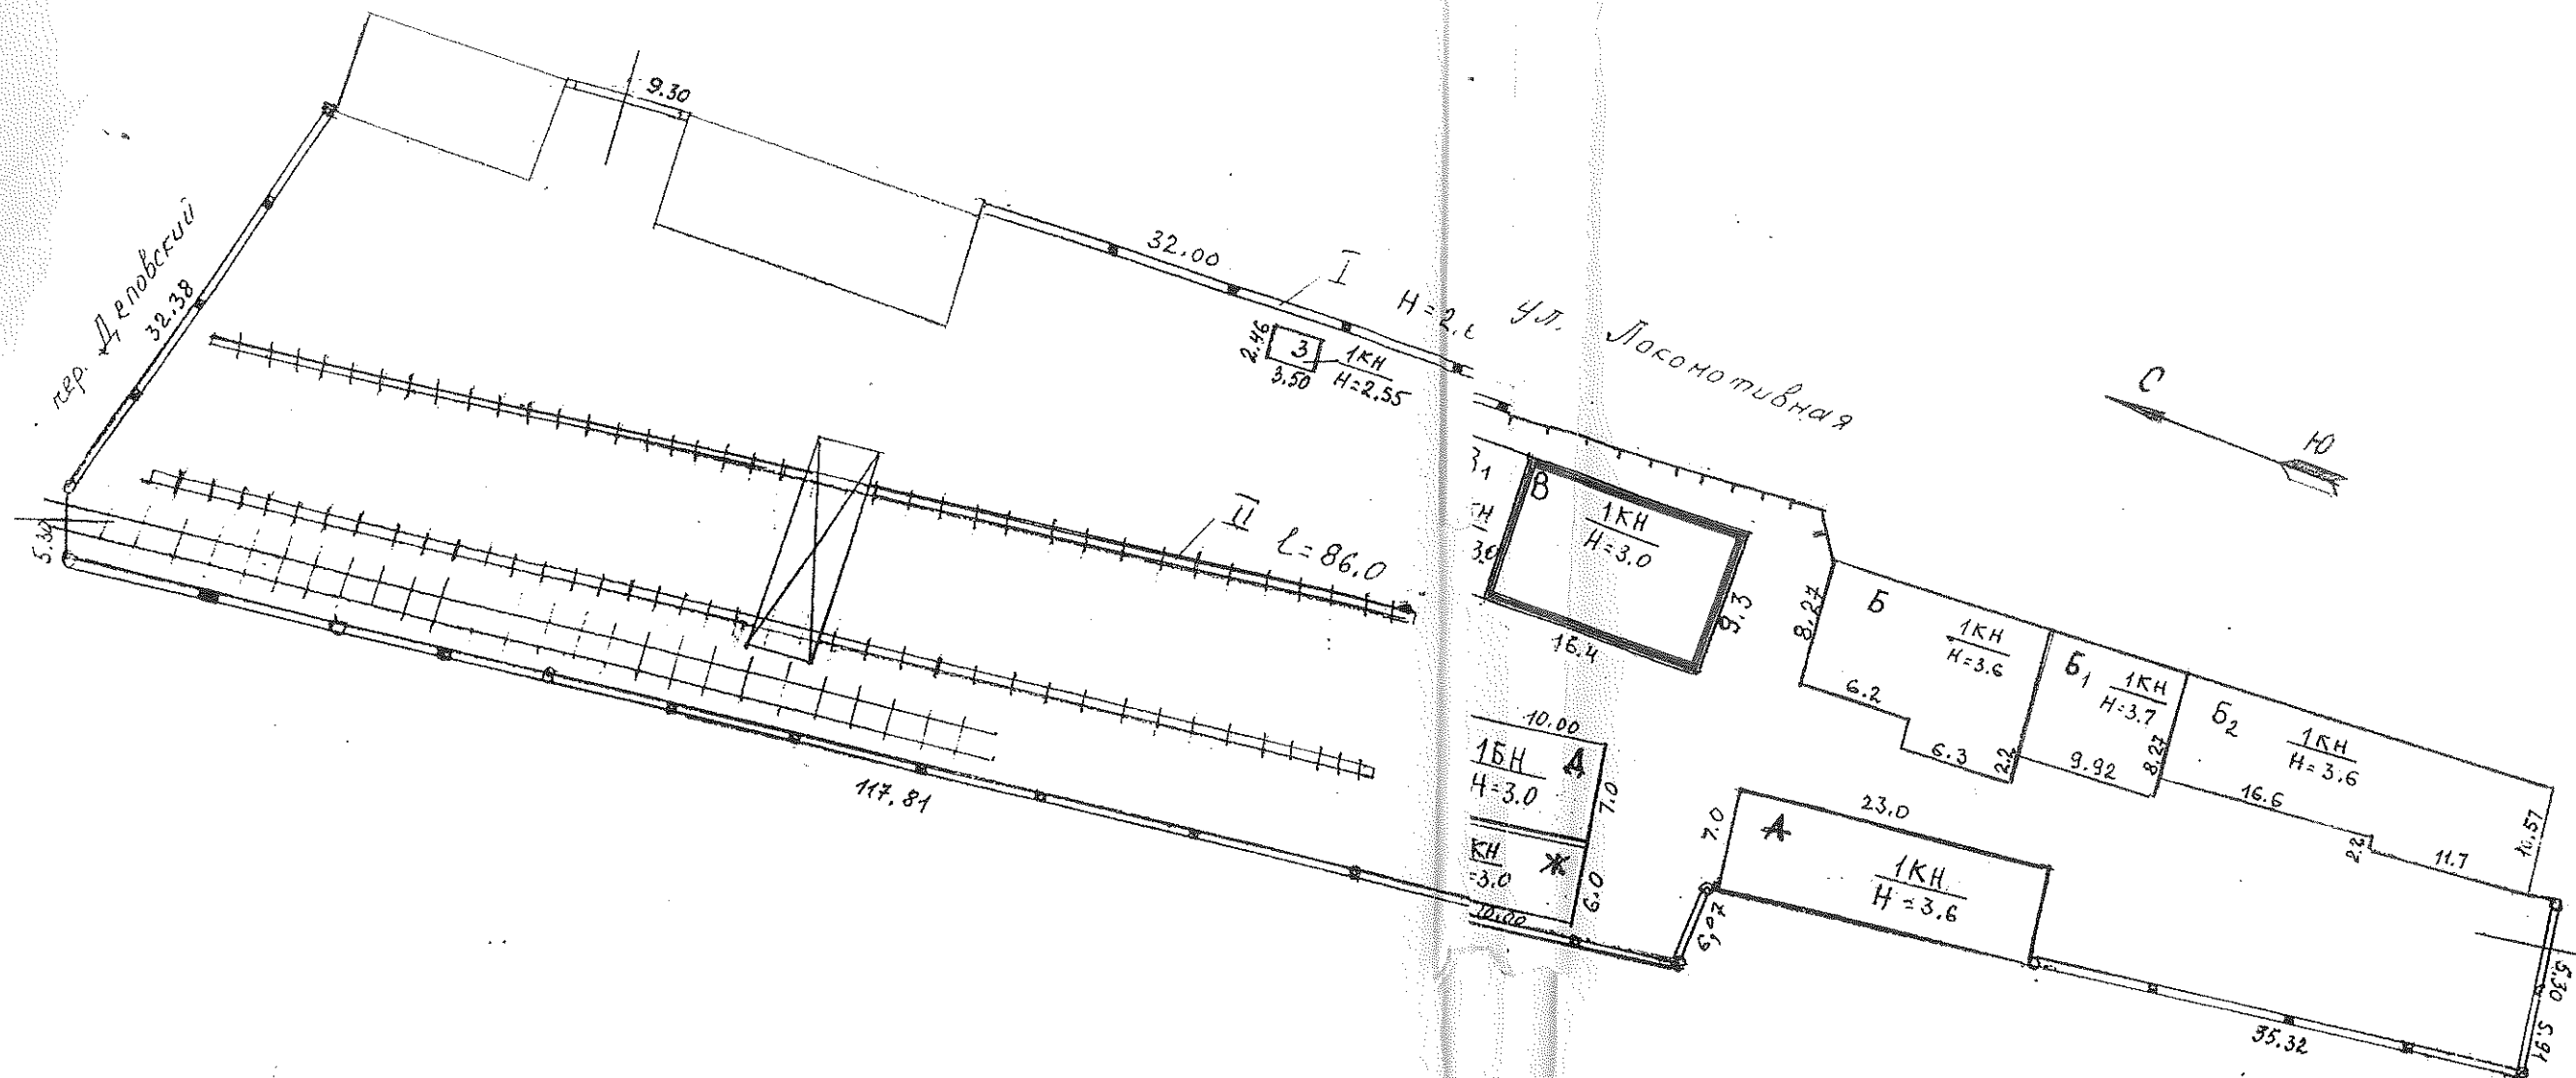 9.30
пер. Деповский
32.38
32.00
I
H=2.
ул. Локомотивная
2.46
3
3.50
1КН
H=2.55
С
Ю
II
l=86.0
В
1КН
H=3.0
9.3
16.4
5.30
117.81
8.27
Б
1КН
H=3.6
6.2
6.3
2.2
Б1
1КН
H=3.7
9.92
8.27
Б2
1КН
H=3.6
16.6
2.2
11.7
10.57
10.00
1БН
H=3.0
Д
7.0
КН
=3.0
Ж
6.0
10.00
6,07
7.0
А
23.0
1КН
H=3.6
35.32
5.30
5.91